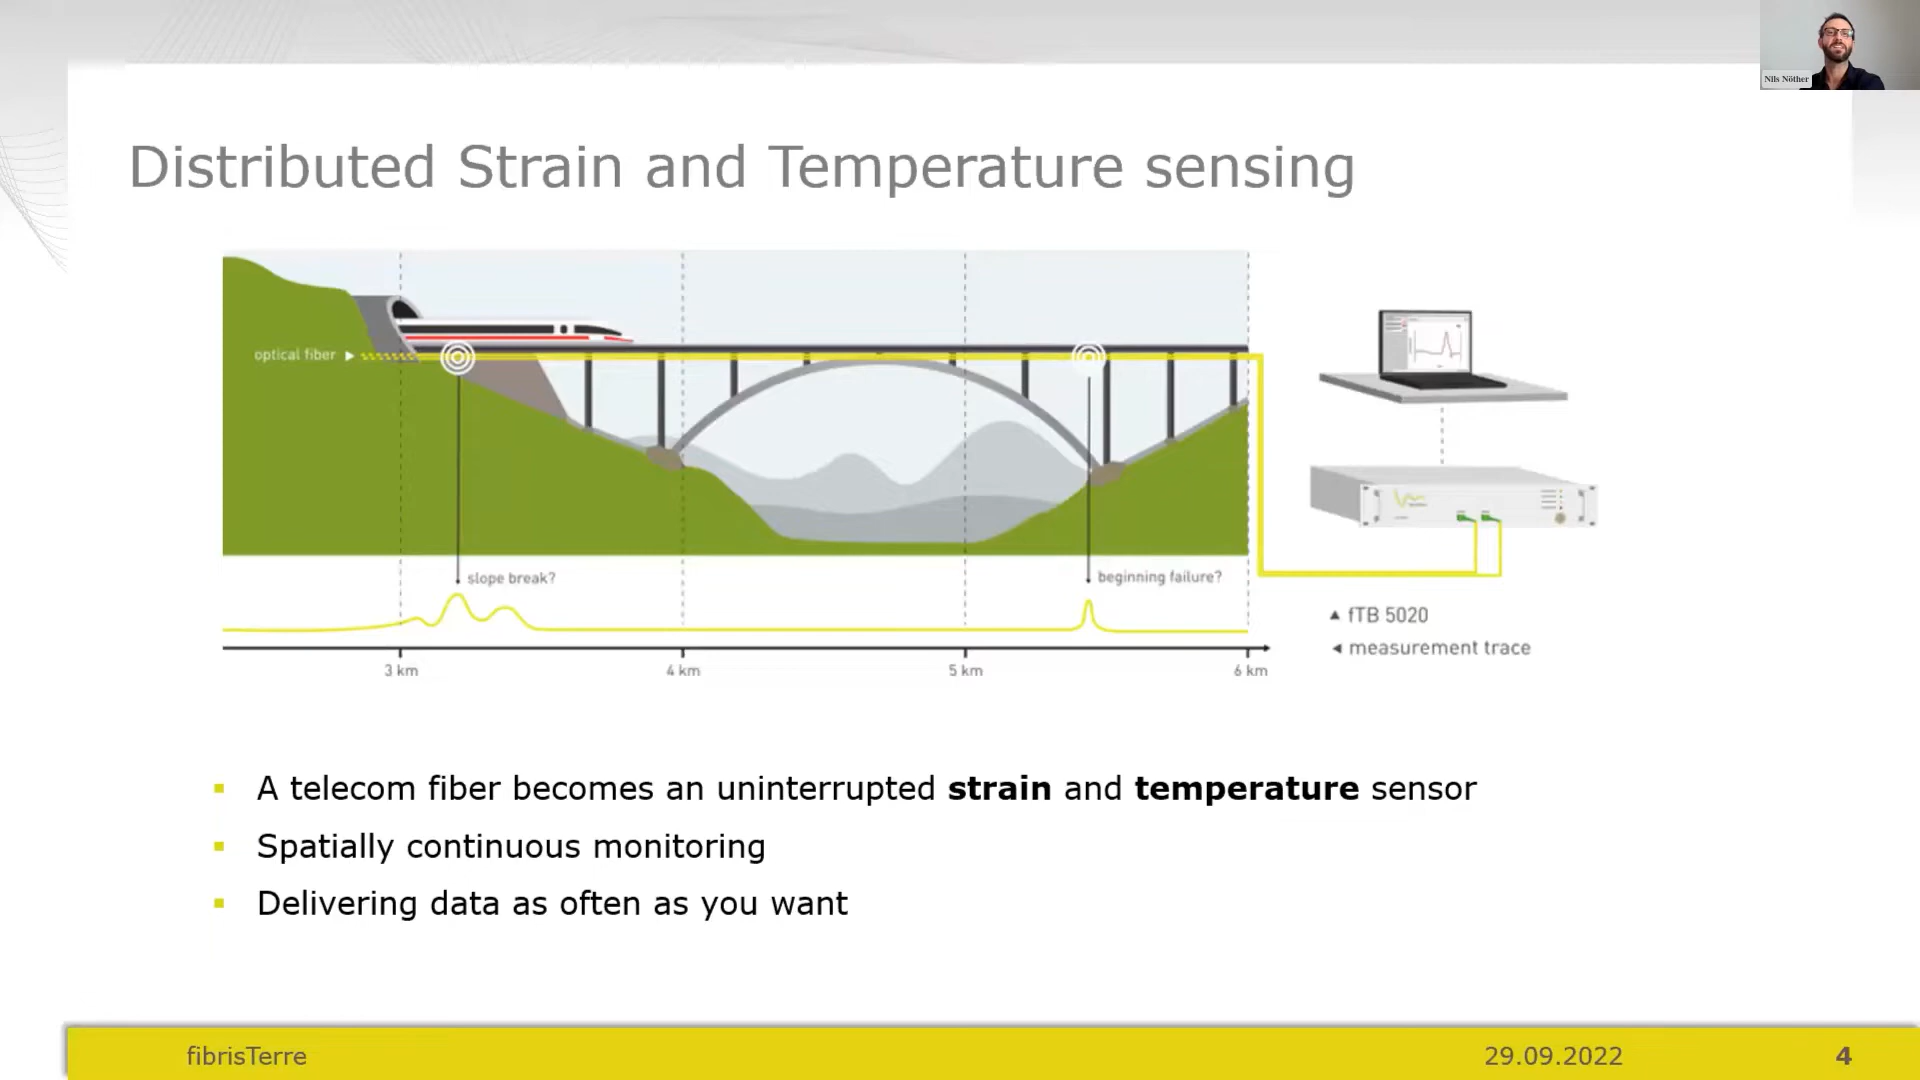 Nils Nöther
Distributed Strain and Temperature sensing
optical fiber
slope break?
beginning failure?
fTB 5020
measurement trace
3 km
4 km
5 km
6 km
A telecom fiber becomes an uninterrupted strain and temperature sensor
Spatially continuous monitoring
Delivering data as often as you want
fibrisTerre
29.09.2022
4